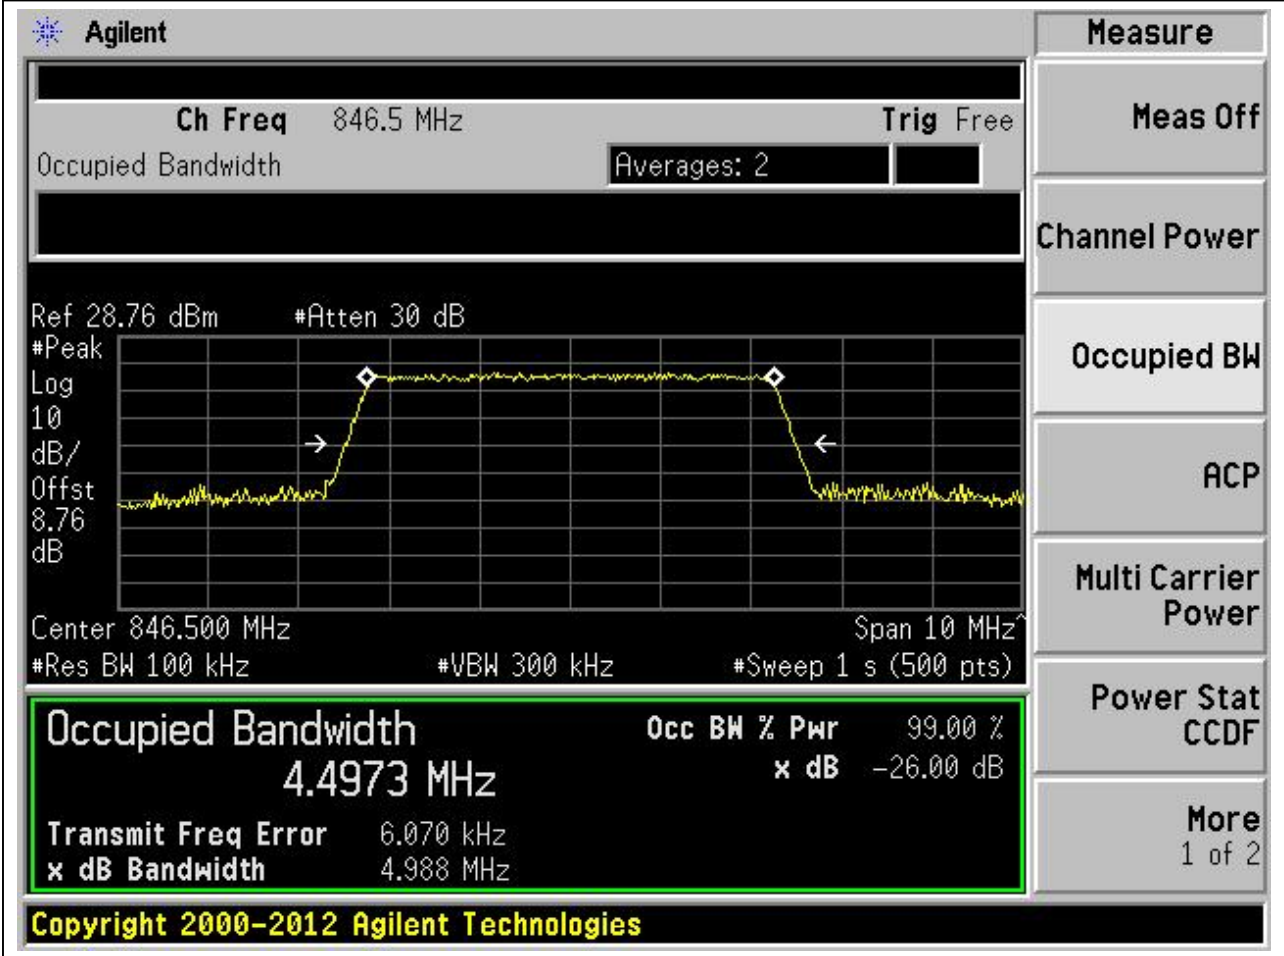 Agilent
Measure
Ch Freq 846.5 MHz Trig Free
Occupied Bandwidth Averages: 2
Meas Off
Channel Power
Occupied BW
ACP
Multi Carrier
Power
Power Stat
CCDF
More
1 of 2
Ref 28.76 dBm #Atten 30 dB
#Peak
Log
10
dB/
Offst
8.76
dB
Center 846.500 MHz Span 10 MHz^
#Res BW 100 kHz #VBW 300 kHz #Sweep 1 s (500 pts)
Occupied Bandwidth Occ BW % Pwr 99.00 %
4.4973 MHz x dB -26.00 dB
Transmit Freq Error 6.070 kHz
x dB Bandwidth 4.988 MHz
Copyright 2000-2012 Agilent Technologies